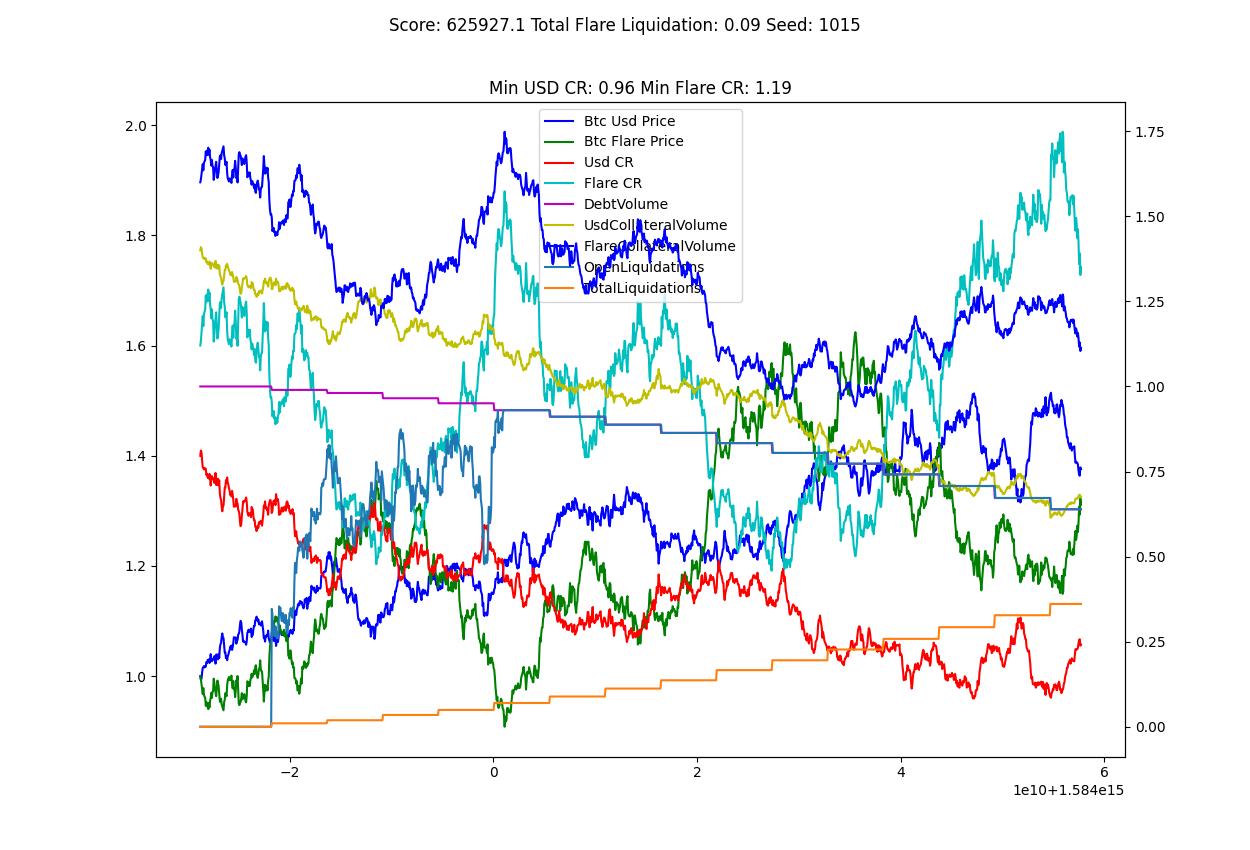 Score: 625927.1 Total Flare Liquidation: 0.09 Seed: 1015
Min USD CR: 0.96 Min Flare CR: 1.19
Btc Usd Price
Btc Flare Price
Usd CR
Flare CR
DebtVolume
UsdCollateralVolume
FlareCollateralVolume
OpenLiquidations
TotalLiquidations
2.0
1.8
1.6
1.4
1.2
1.0
1.75
1.50
1.25
1.00
0.75
0.50
0.25
0.00
−2
0
2
4
6
1e10+1.584e15